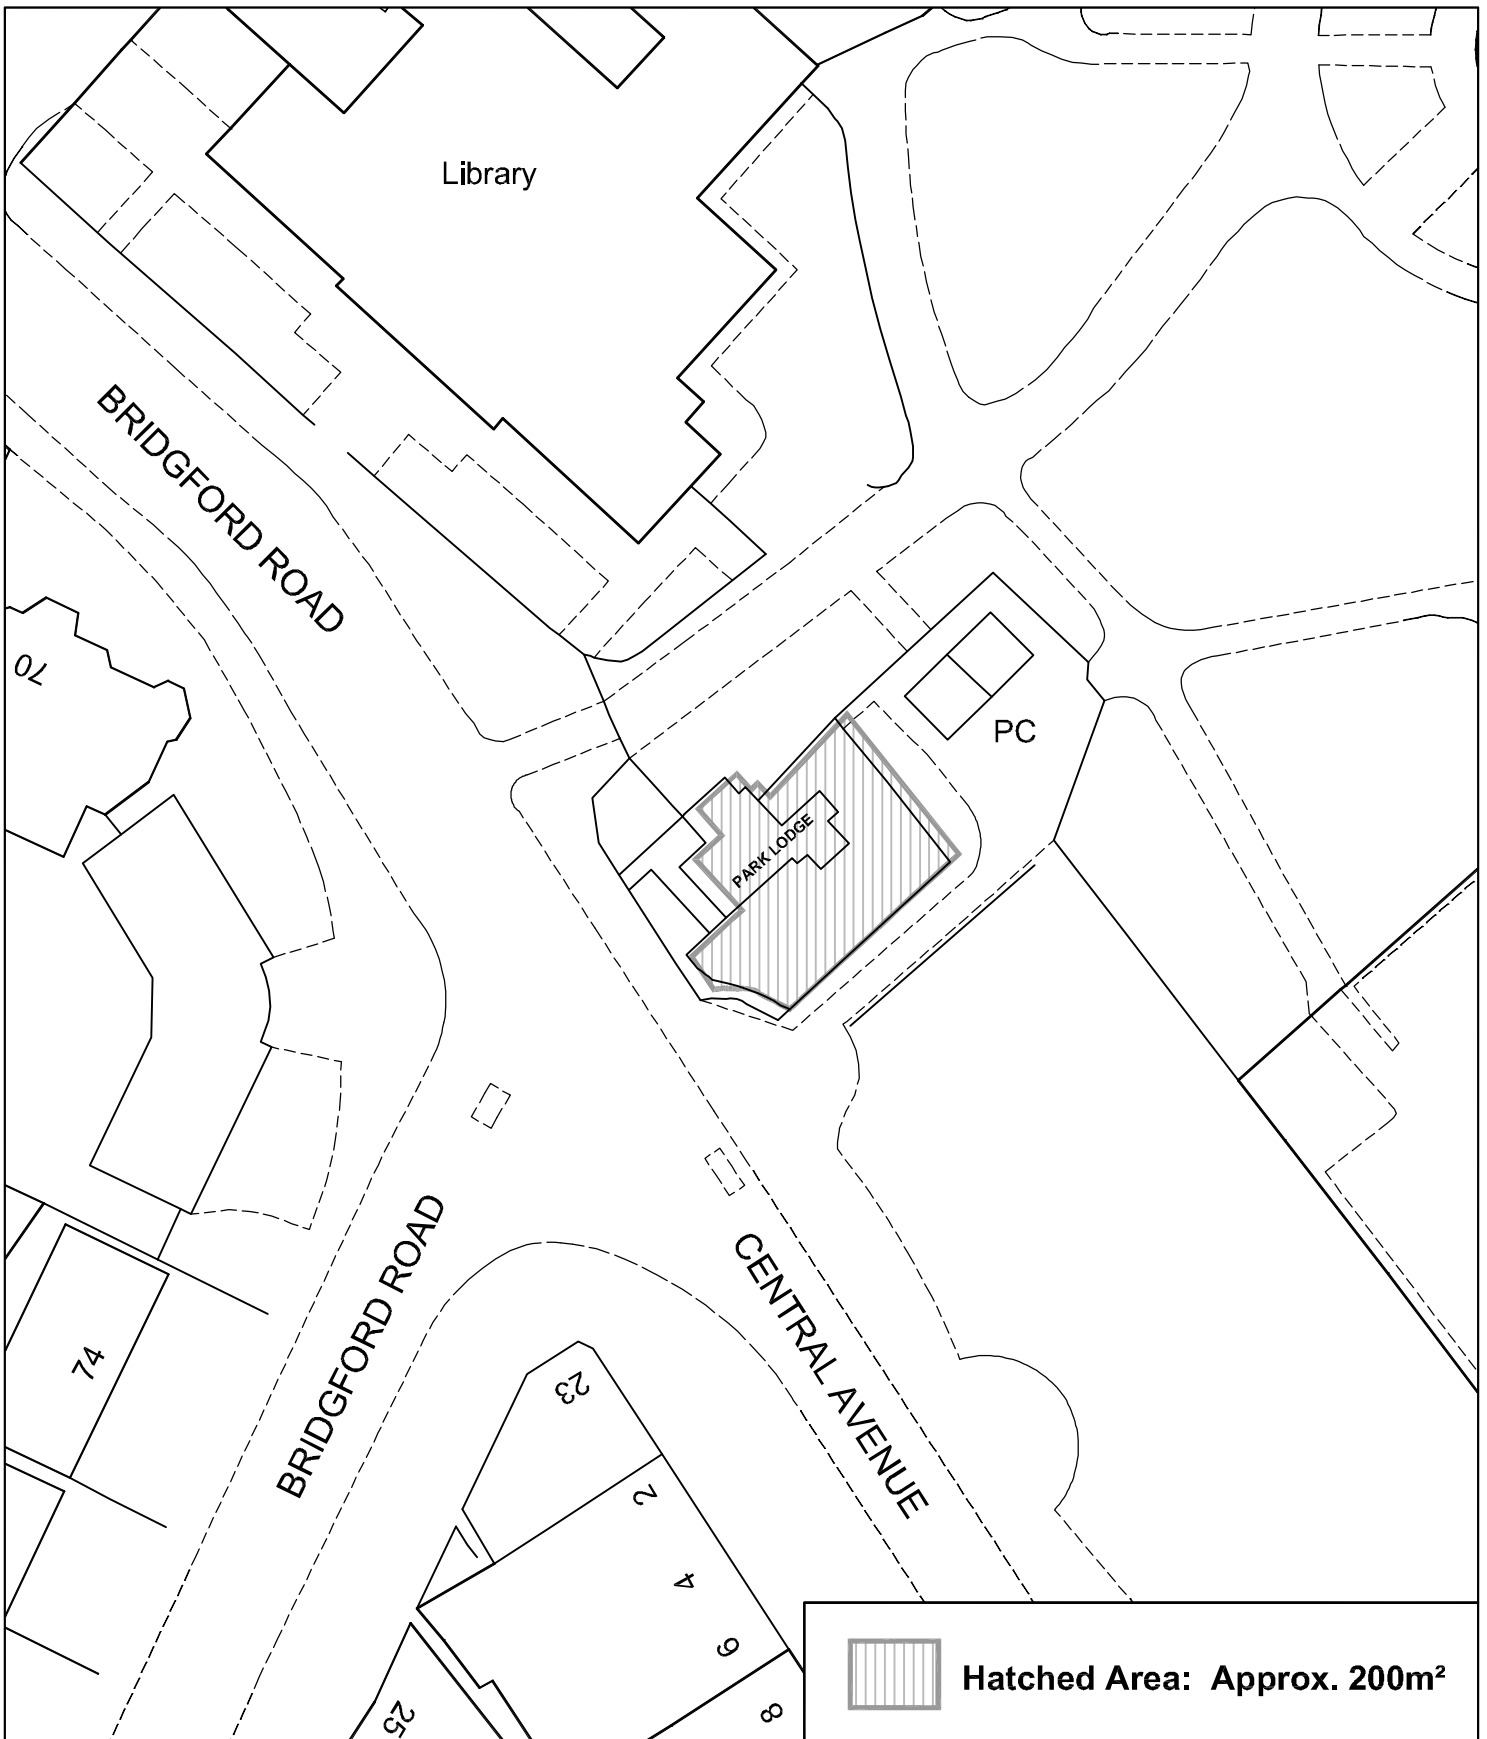 Library
BRIDGFORD ROAD
70
PC
PARK LODGE
BRIDGFORD ROAD
CENTRAL AVENUE
74
23
2
4
6
8
25
Hatched Area: Approx. 200m²